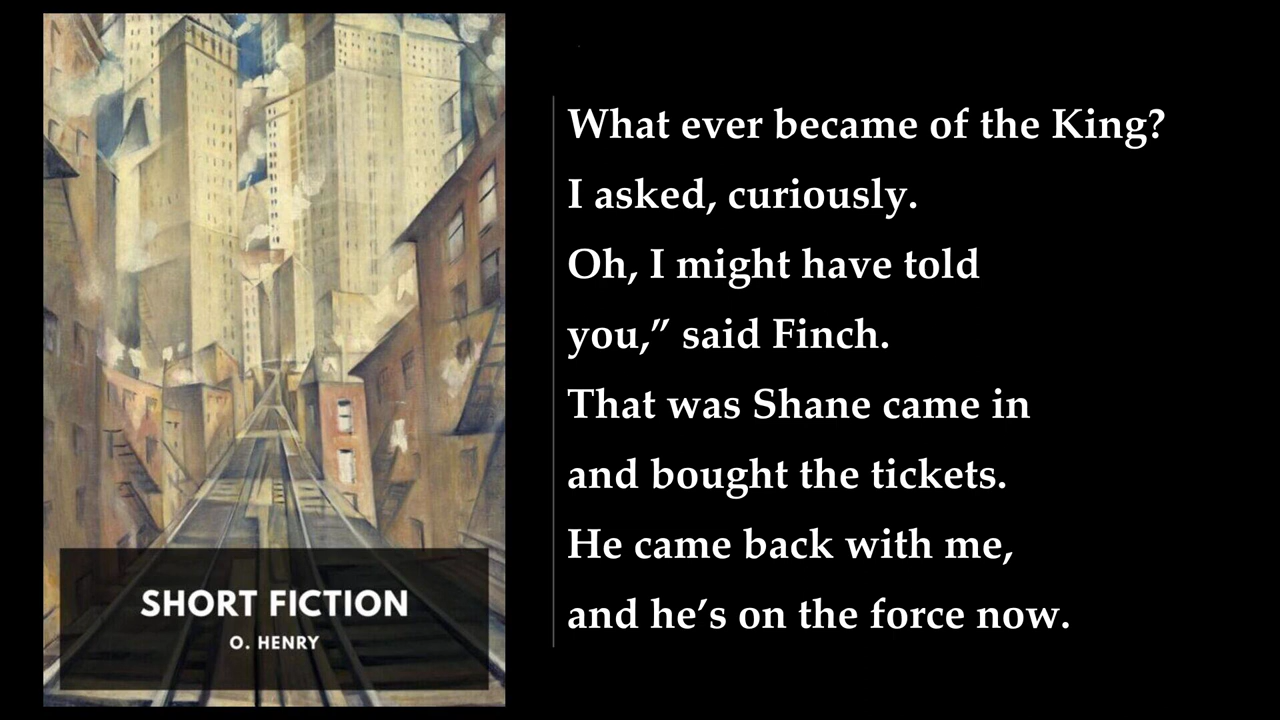 SHORT FICTION
O. HENRY
What ever became of the King?
I asked, curiously.
Oh, I might have told
you,” said Finch.
That was Shane came in
and bought the tickets.
He came back with me,
and he’s on the force now.